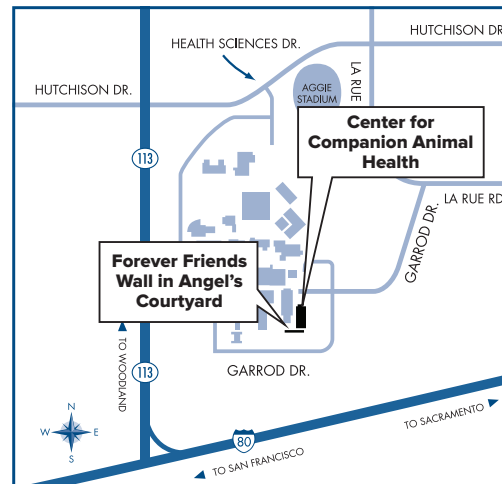 HUTCHISON DR.
HEALTH SCIENCES DR.
LA RUE
HUTCHISON DR.
AGGIE
STADIUM
Center for
Companion Animal
Health
113
LA RUE RD.
GARROD DR.
Forever Friends
Wall in Angel's
Courtyard
TO WOODLAND
113
GARROD DR.
N
W
E
S
80
TO SACRAMENTO
TO SAN FRANCISCO